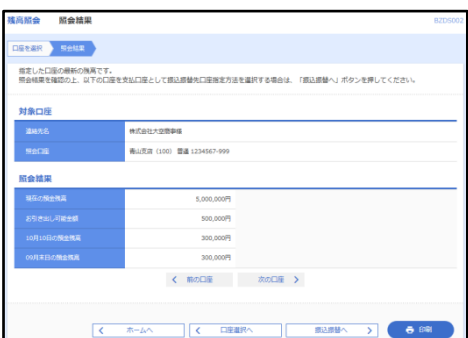 残高照会 照会結果 BZDS002
口座を選択 照会結果
指定した口座の最新の残高です。
照会結果を確認の上、以下の口座を支払口座として振込振替先口座指定方法を選択する場合は、「振込振替へ」ボタンを押してください。
対象口座
連絡先名 株式会社大空商事様
照会口座 青山支店（100） 普通 1234567-999
照会結果
現在の預金残高 5,000,000円
お引き出し可能金額 500,000円
10月10日の預金残高 300,000円
09月末日の預金残高 300,000円
前の口座 次の口座
ホームへ 口座選択へ 振込振替へ 印刷